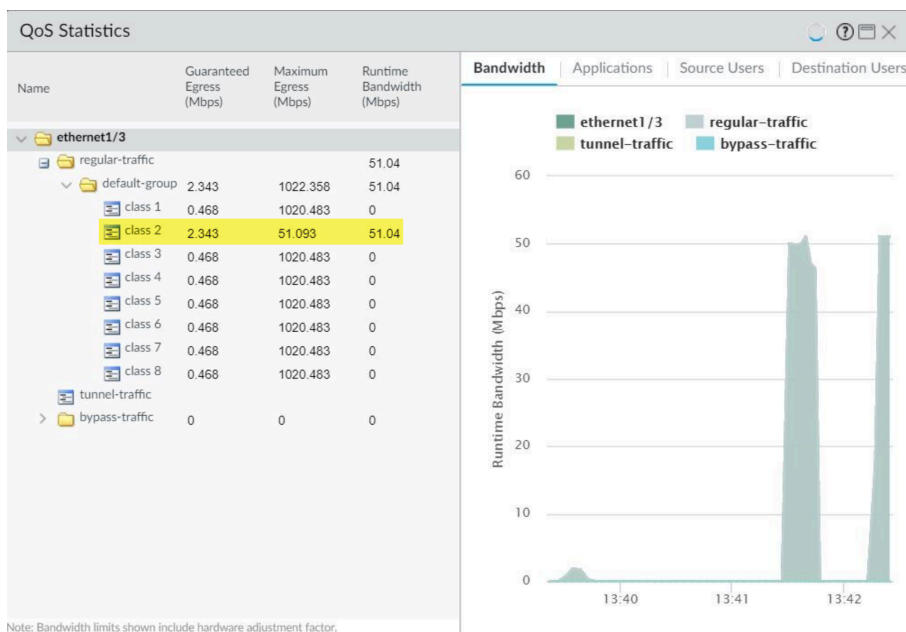 QoS Statistics
Name
Guaranteed Egress (Mbps)
Maximum Egress (Mbps)
Runtime Bandwidth (Mbps)
ethernet1/3
regular-traffic 51.04
default-group 2.343 1022.358 51.04
class 1 0.468 1020.483 0
class 2 2.343 51.093 51.04
class 3 0.468 1020.483 0
class 4 0.468 1020.483 0
class 5 0.468 1020.483 0
class 6 0.468 1020.483 0
class 7 0.468 1020.483 0
class 8 0.468 1020.483 0
tunnel-traffic
bypass-traffic 0 0 0
Note: Bandwidth limits shown include hardware adjustment factor.
Bandwidth Applications Source Users Destination Users
ethernet1/3 regular-traffic
tunnel-traffic bypass-traffic
Runtime Bandwidth (Mbps)
60
50
40
30
20
10
0
13:40 13:41 13:42